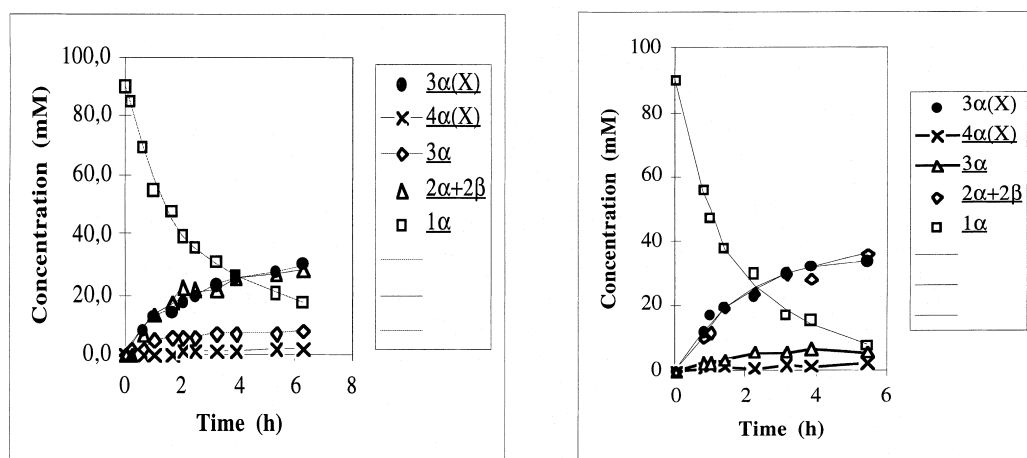 Concentration (mM)
100,0
80,0
60,0
40,0
20,0
0,0
0 2 4 6 8
Time (h)
3α(X)
4α(X)
3α
2α+2β
1α
Concentration (mM)
100
80
60
40
20
0
0 2 4 6
Time (h)
3α(X)
4α(X)
3α
2α+2β
1α